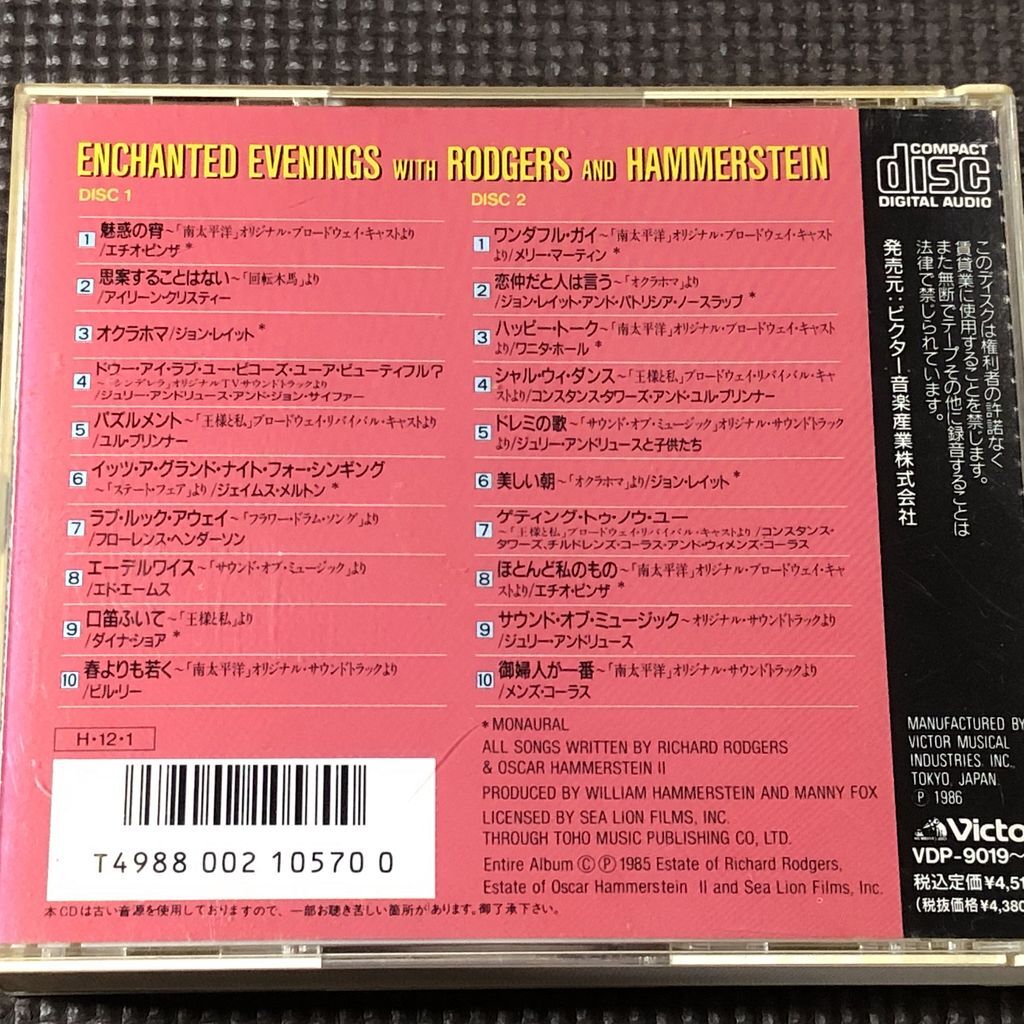 ENCHANTED EVENINGS WITH RODGERS AND HAMMERSTEIN
DISC 1
1 魅惑の宵～「南太平洋」オリジナル・ブロードウェイ・キャストより
/エチオ・ピンザ *
2 思案することはない～「回転木馬」より
/アイリーン・クリスティー
3 オクラホマ/ジョン・レイット *
4 ドゥー・アイ・ラブ・ユー・ビコーズ・ユーア・ビューティフル?
～「シンデレラ」オリジナルTVサウンドトラックより
/ジュリー・アンドリュース・アンド・ジョン・サイファー
5 パズルメント～「王様と私」ブロードウェイ・リバイバル・キャストより
/ユル・ブリンナー
6 イッツ・ア・グランド・ナイト・フォー・シンギング
～「ステート・フェア」より/ジェイムス・メルトン *
7 ラブ・ルック・アウェイ～「フラワー・ドラム・ソング」より
/フローレンス・ヘンダーソン
8 エーデルワイス～「サウンド・オブ・ミュージック」より
/エド・エームス
9 口笛ふいて～「王様と私」より
/ダイナ・ショア *
10 春よりも若く～「南太平洋」オリジナル・サウンドトラックより
/ビル・リー
DISC 2
1 ワンダフル・ガイ～「南太平洋」オリジナル・ブロードウェイ・キャスト
より/メリー・マーティン *
2 恋仲だと人は言う～「オクラホマ」より
/ジョン・レイット・アンド・パトリシア・ノースラップ *
3 ハッピー・トーク～「南太平洋」オリジナル・ブロードウェイ・キャスト
より/ワニタ・ホール *
4 シャル・ウィ・ダンス～「王様と私」ブロードウェイ・リバイバル・キャ
ストより/コンスタンス・タワーズ・アンド・ユル・ブリンナー
5 ドレミの歌～「サウンド・オブ・ミュージック」オリジナル・サウンドトラック
より/ジュリー・アンドリュースと子供たち
6 美しい朝～「オクラホマ」より/ジョン・レイット *
7 ゲティング・トゥ・ノウ・ユー
～「王様と私」ブロードウェイ・リバイバル・キャストより/コンスタンス・
タワーズ、チルドレンズ・コーラス・アンド・ウィメンズ・コーラス
8 ほとんど私のもの～「南太平洋」オリジナル・ブロードウェイ・キャ
ストより/エチオ・ピンザ *
9 サウンド・オブ・ミュージック～オリジナル・サウンドトラックより
/ジュリー・アンドリュース
10 御婦人が一番～「南太平洋」オリジナル・サウンドトラックより
/メンズ・コーラス
* MONAURAL
ALL SONGS WRITTEN BY RICHARD RODGERS
& OSCAR HAMMERSTEIN II
PRODUCED BY WILLIAM HAMMERSTEIN AND MANNY FOX
LICENSED BY SEA LION FILMS, INC.
THROUGH TOHO MUSIC PUBLISHING CO, LTD.
Entire Album ⒸⓅ 1985 Estate of Richard Rodgers,
Estate of Oscar Hammerstein II and Sea Lion Films, Inc.
H・12・1
T4988 002 10570 0
本CDは古い音源を使用しておりますので、一部お聴き苦しい箇所があります。御了承下さい。
COMPACT
disc
DIGITAL AUDIO
このディスクは権利者の許諾なく
賃貸業に使用することを禁じます。
また無断でテープその他に録音することは
法律で禁じられています。
発売元:ビクター音楽産業株式会社
MANUFACTURED BY
VICTOR MUSICAL
INDUSTRIES, INC.,
TOKYO, JAPAN.
Ⓟ 1986
Victo
VDP-9019～
税込定価¥4,51
(税抜価格¥4,380